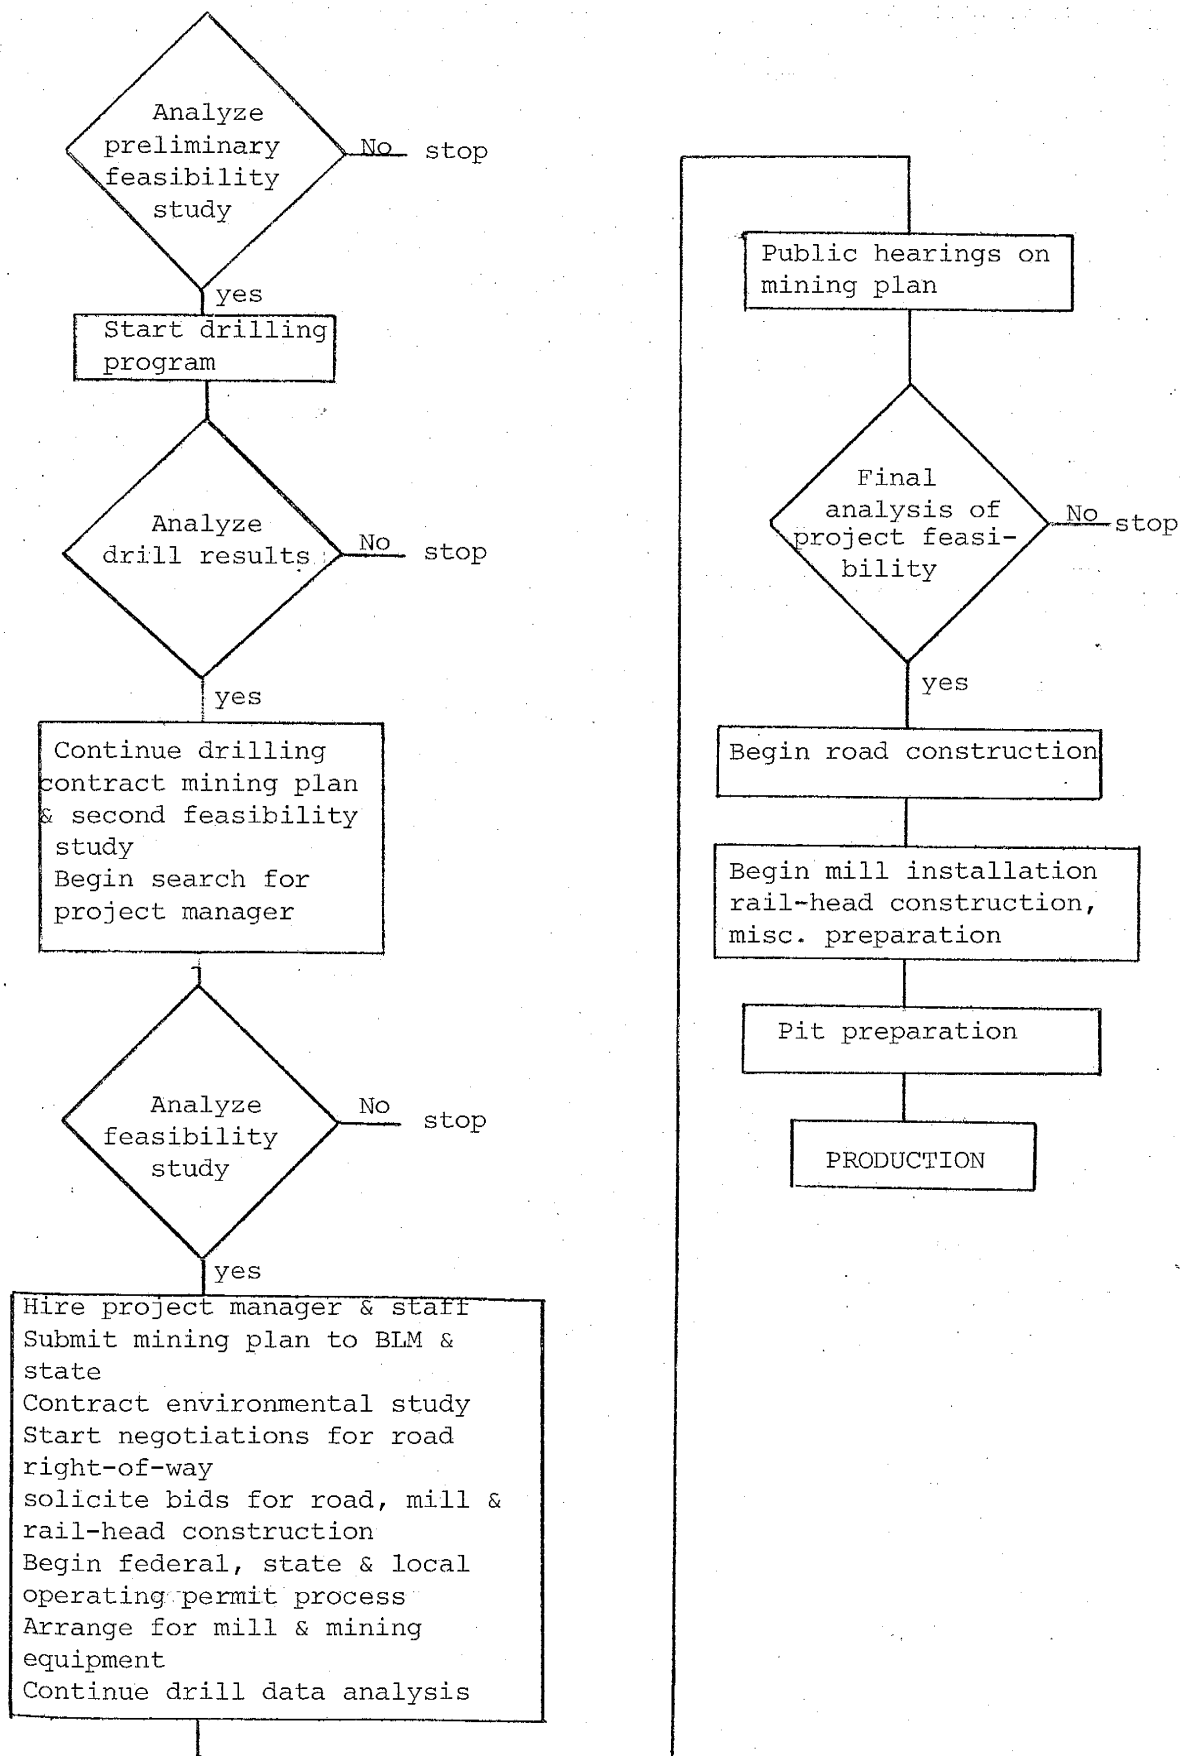 Analyze
preliminary
feasibility
study
No stop
yes
Start drilling
program
Analyze
drill results
No stop
yes
Continue drilling
contract mining plan
& second feasibility
study
Begin search for
project manager
Analyze
feasibility
study
No stop
yes
Hire project manager & staff
Submit mining plan to BLM &
state
Contract environmental study
Start negotiations for road
right-of-way
solicite bids for road, mill &
rail-head construction
Begin federal, state & local
operating permit process
Arrange for mill & mining
equipment
Continue drill data analysis
Public hearings on
mining plan
Final
analysis of
project feasi-
bility
No stop
yes
Begin road construction
Begin mill installation
rail-head construction,
misc. preparation
Pit preparation
PRODUCTION